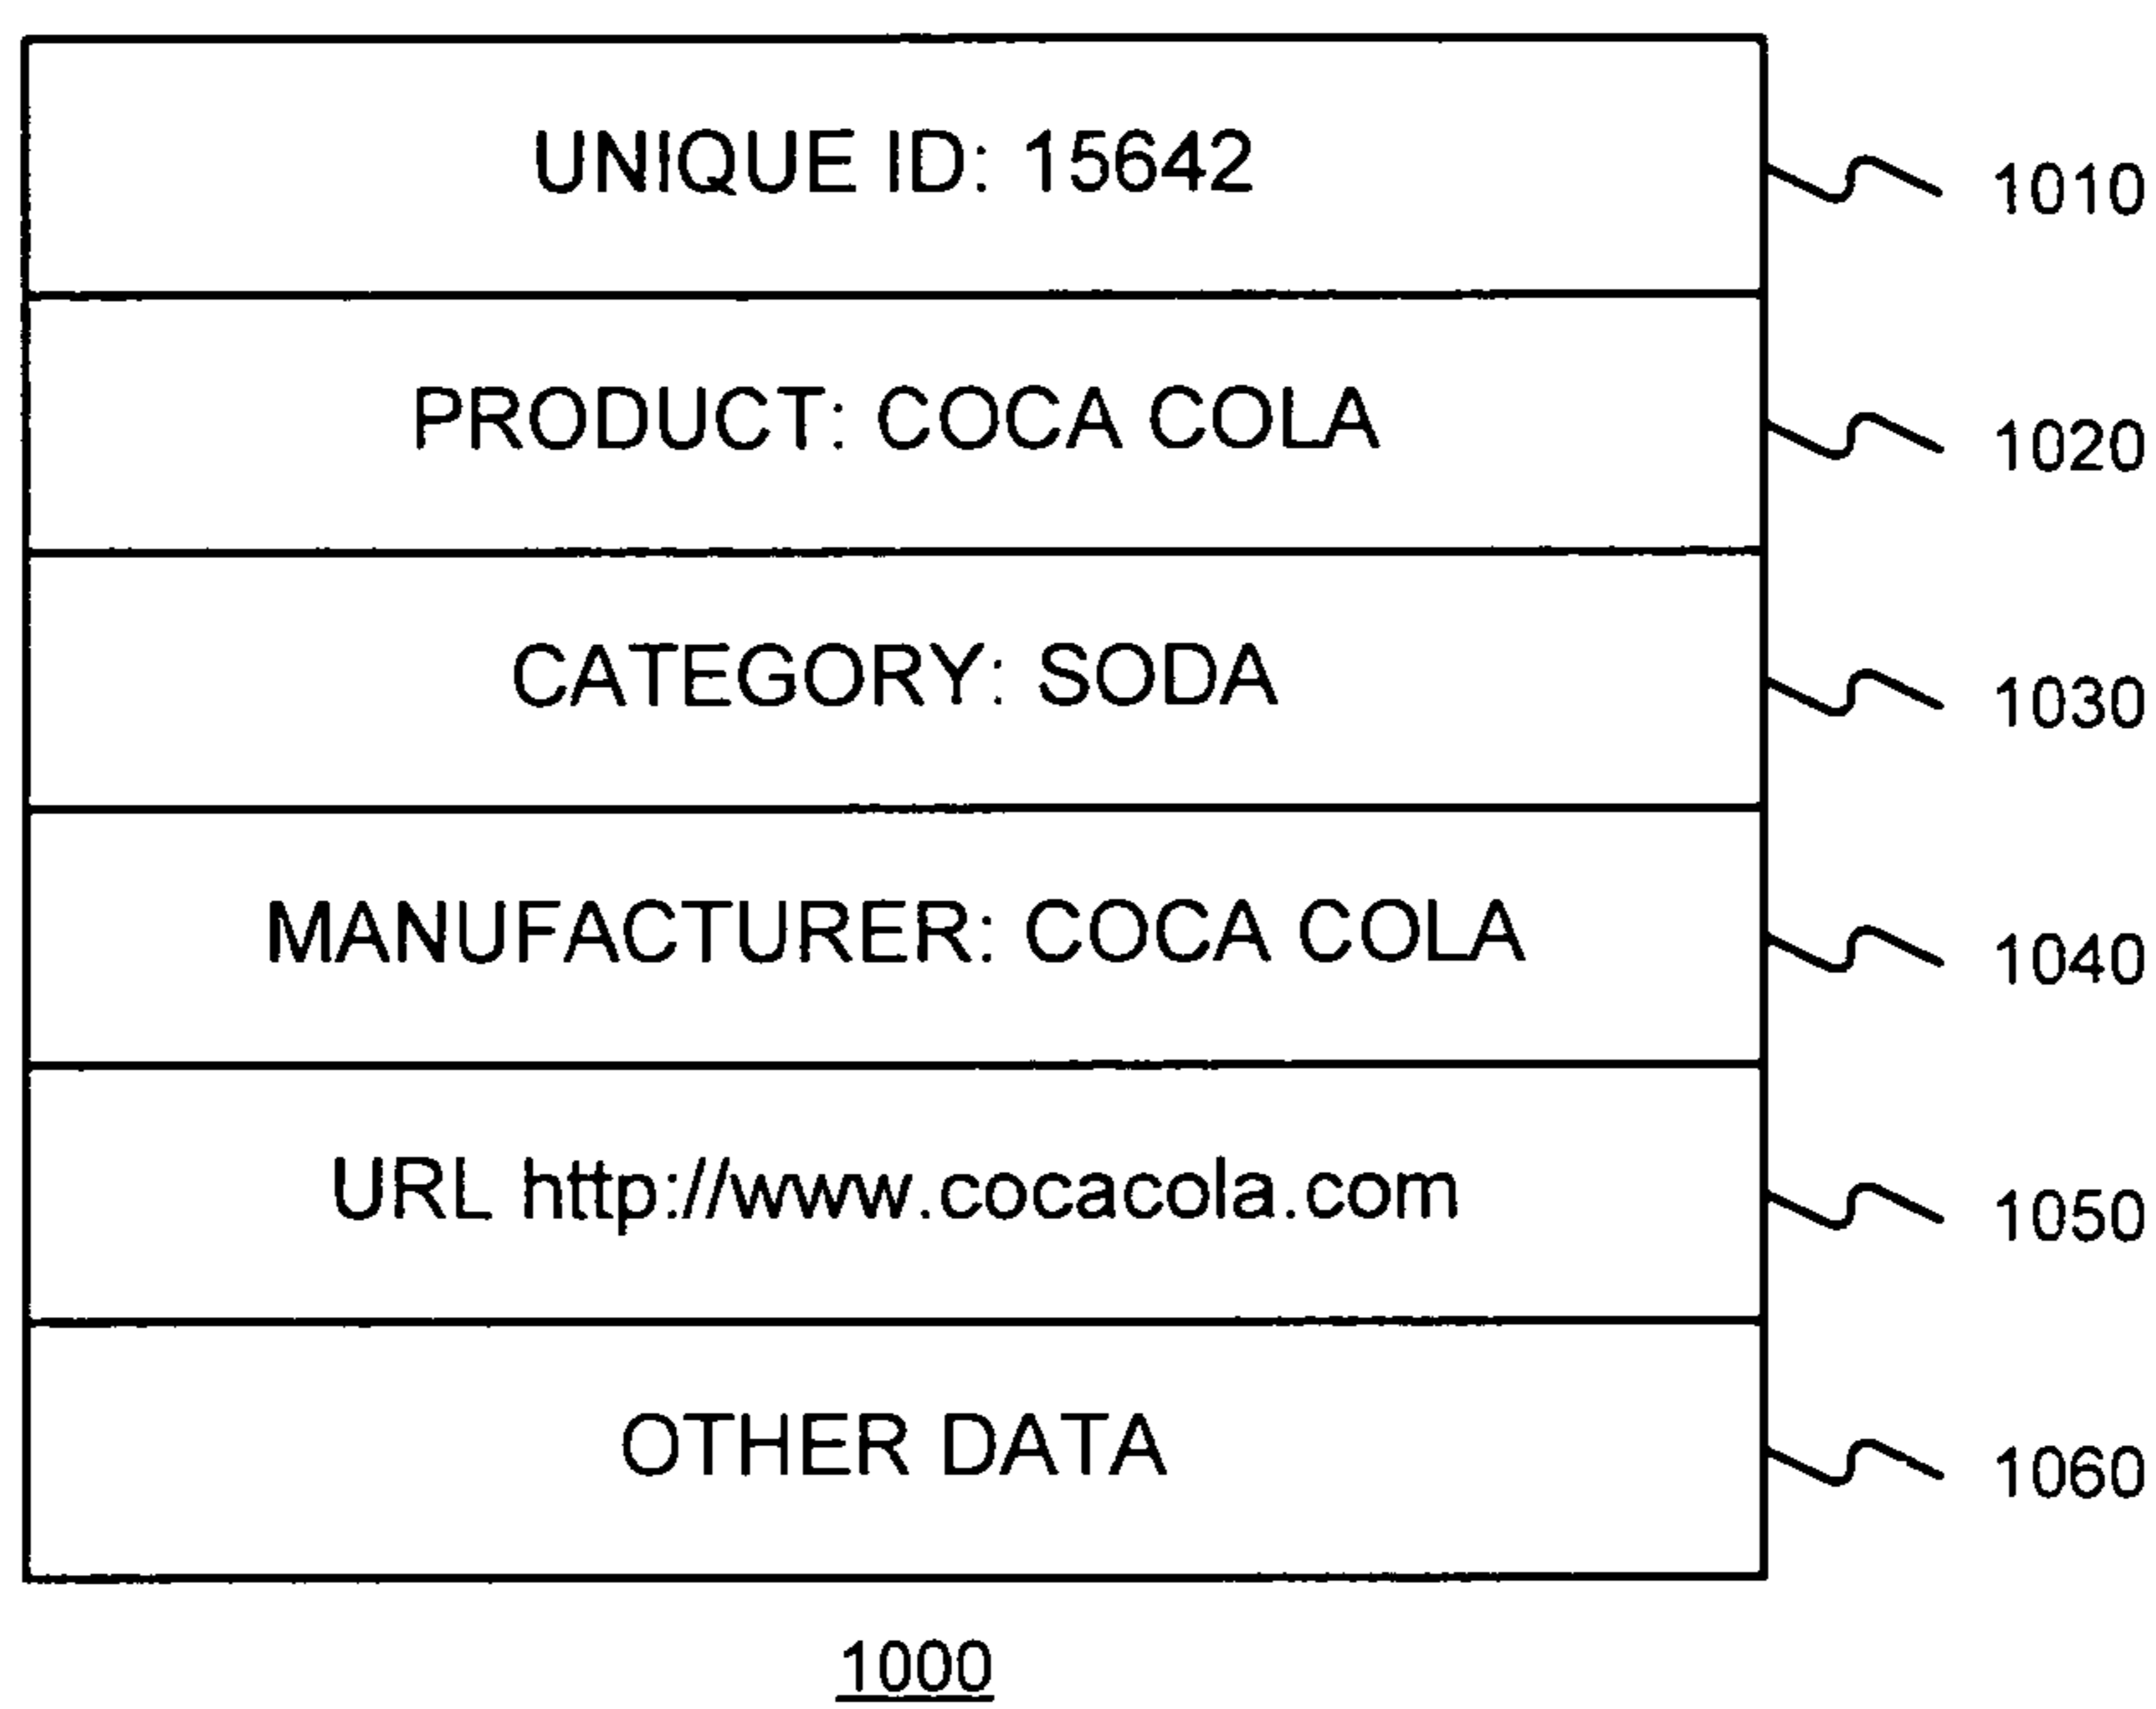 UNIQUE ID: 15642 1010
PRODUCT: COCA COLA 1020
CATEGORY: SODA 1030
MANUFACTURER: COCA COLA 1040
URL http://www.cocacola.com 1050
OTHER DATA 1060
1000